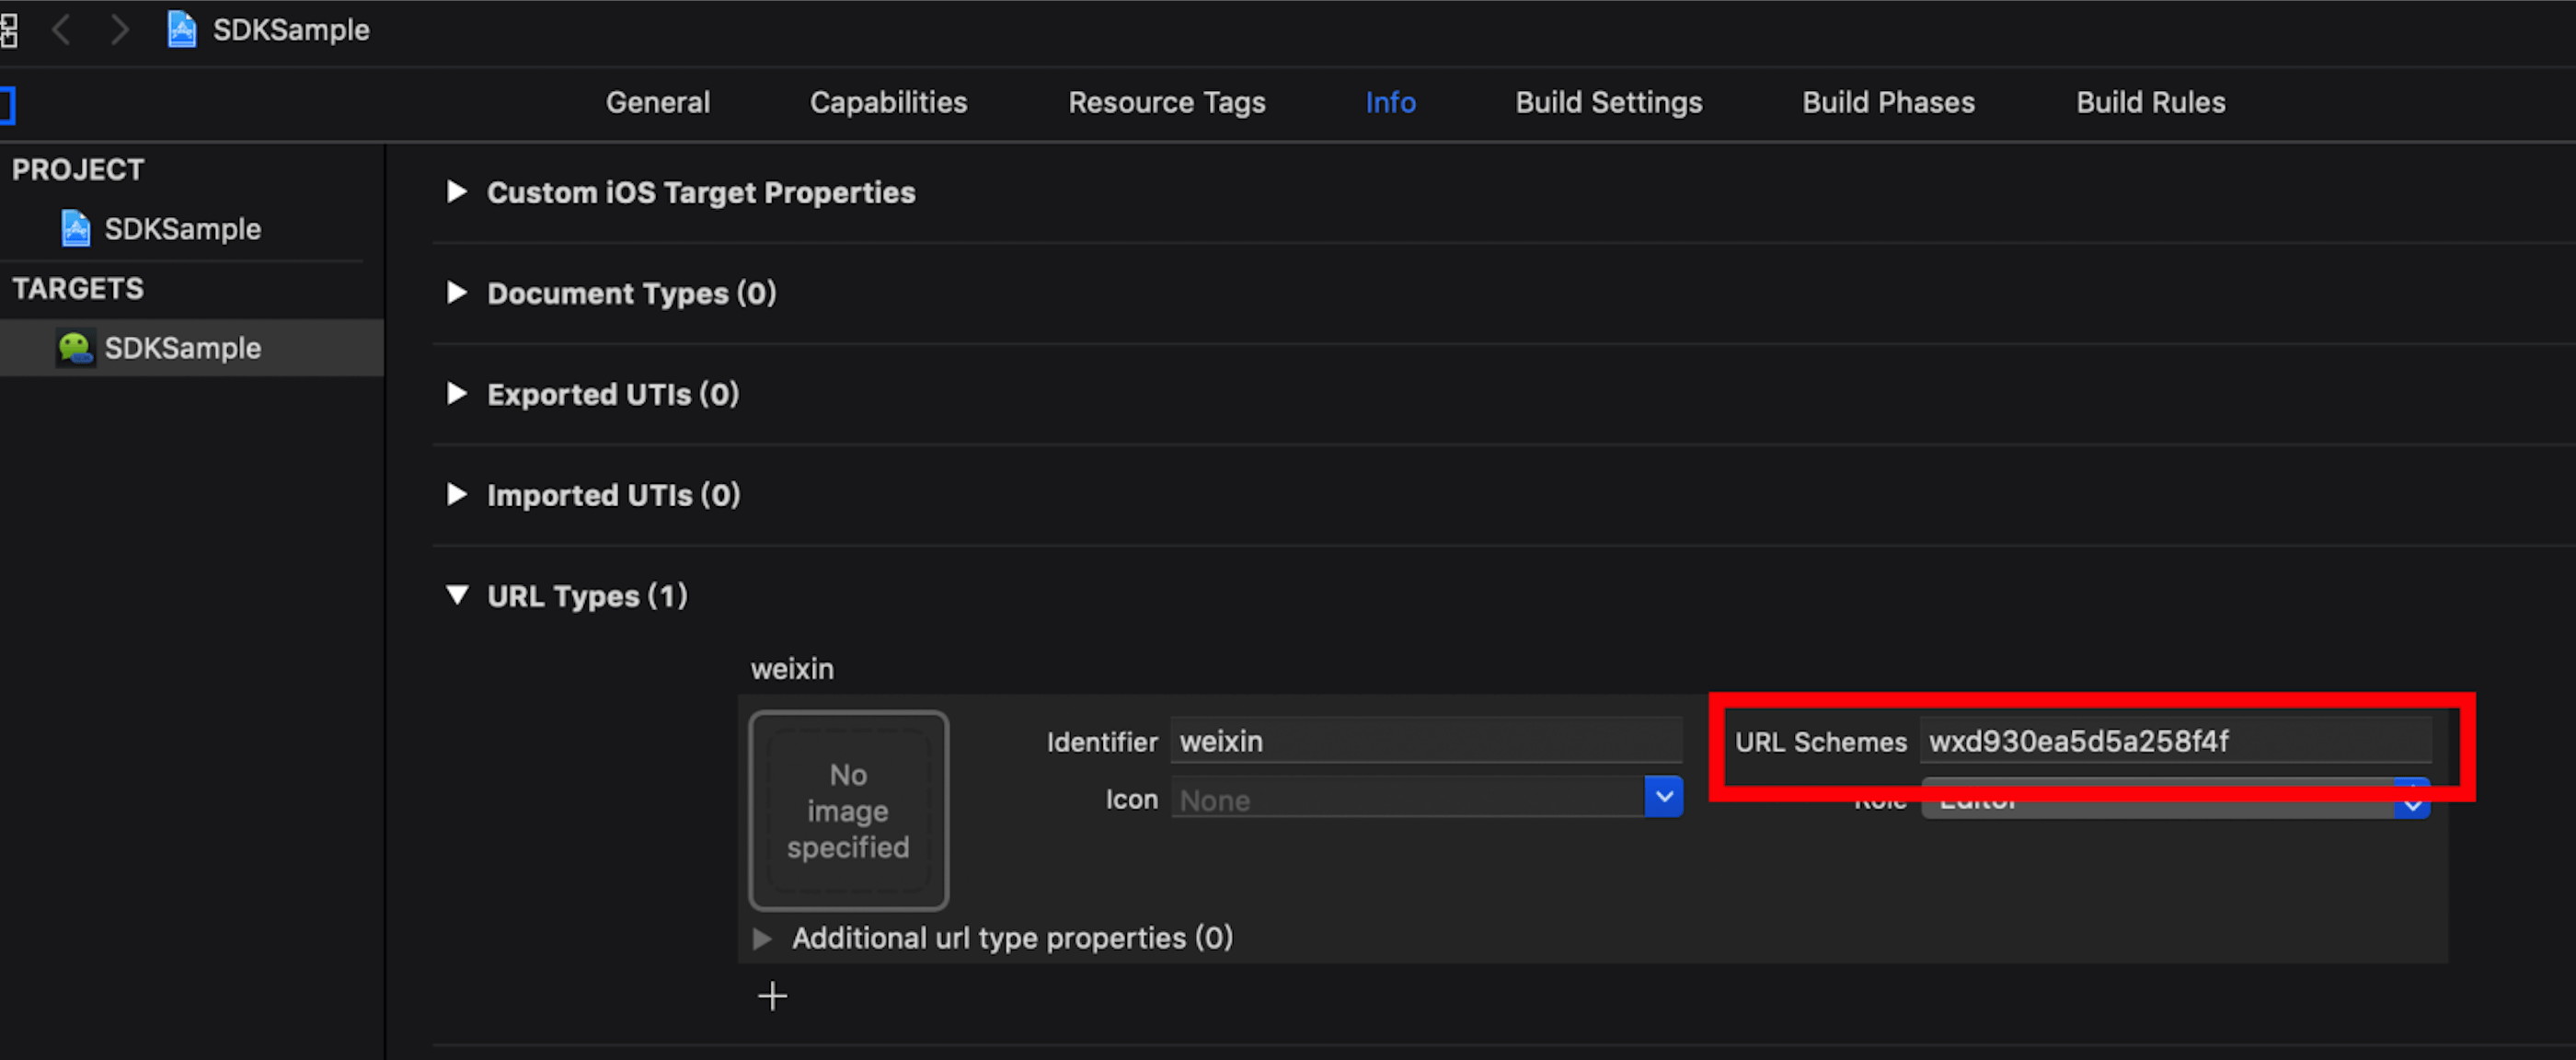 SDKSample
General Capabilities Resource Tags Info Build Settings Build Phases Build Rules
PROJECT
SDKSample
TARGETS
SDKSample
Custom iOS Target Properties
Document Types (0)
Exported UTIs (0)
Imported UTIs (0)
URL Types (1)
weixin
No
image
specified
Identifier weixin
Icon None
URL Schemes wxd930ea5d5a258f4f
Role Editor
Additional url type properties (0)